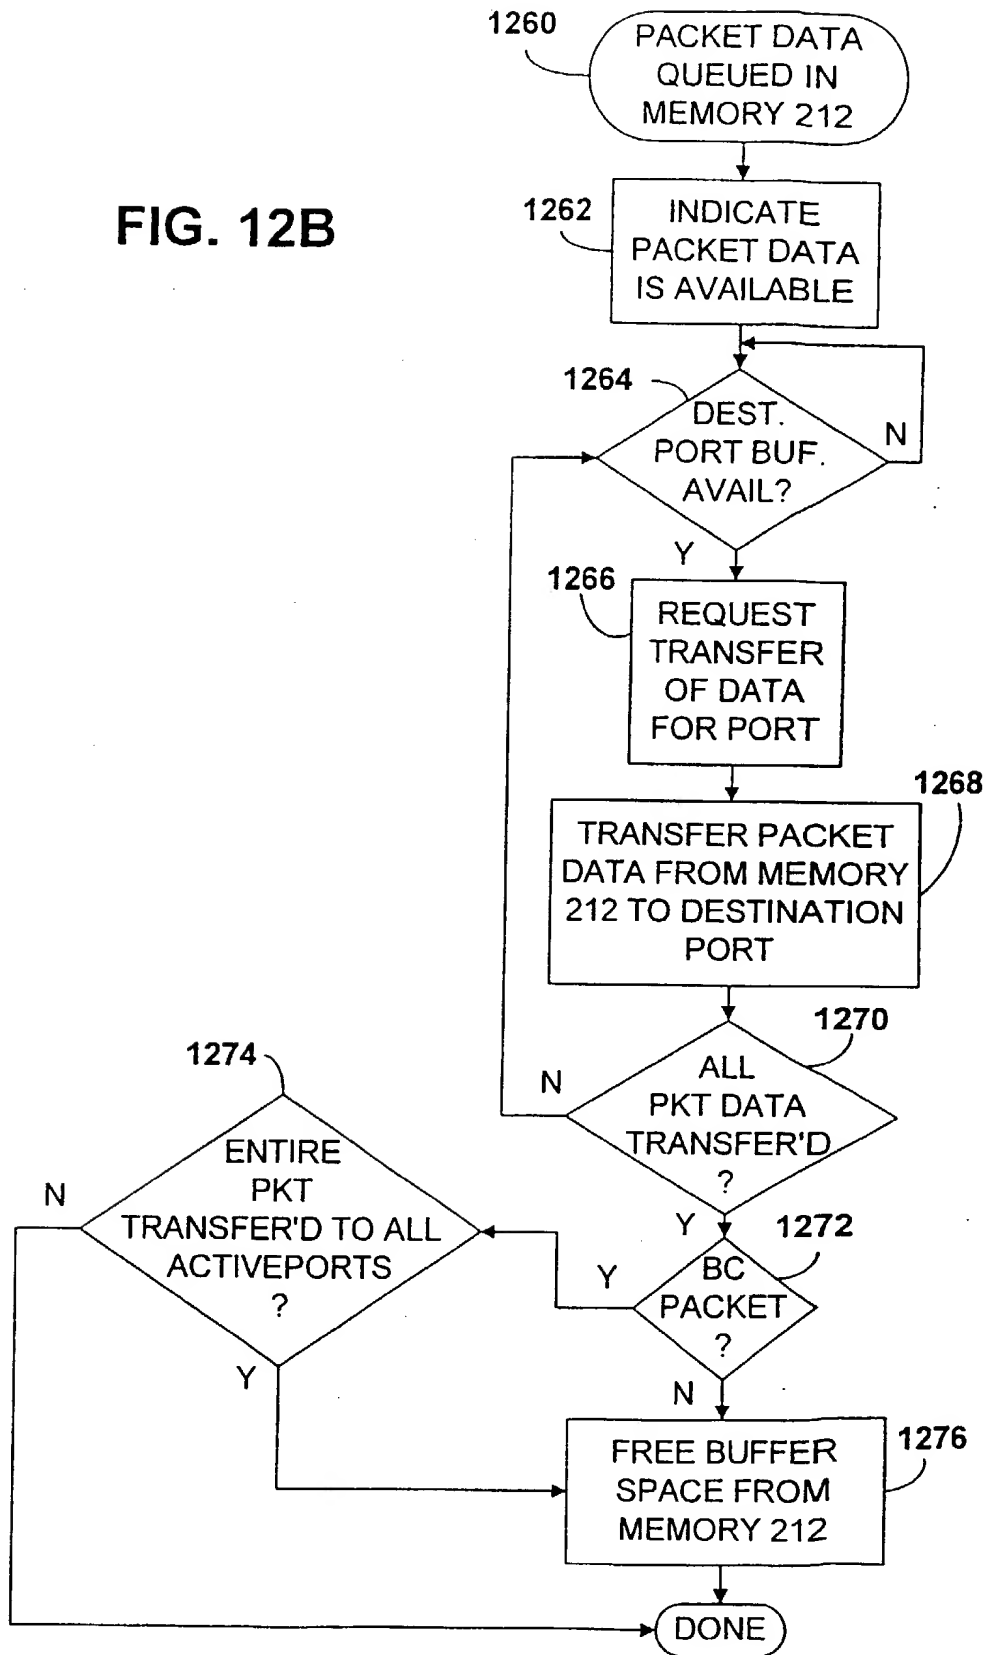 1260
PACKET DATA
QUEUED IN
MEMORY 212
FIG. 12B
1262
INDICATE
PACKET DATA
IS AVAILABLE
1264
DEST.
PORT BUF.
AVAIL?
N
Y
1266
REQUEST
TRANSFER
OF DATA
FOR PORT
1268
TRANSFER PACKET
DATA FROM MEMORY
212 TO DESTINATION
PORT
1270
ALL
PKT DATA
TRANSFER'D
?
N
Y
1272
BC
PACKET
?
Y
N
1274
ENTIRE
PKT
TRANSFER'D TO ALL
ACTIVEPORTS
?
N
Y
1276
FREE BUFFER
SPACE FROM
MEMORY 212
DONE